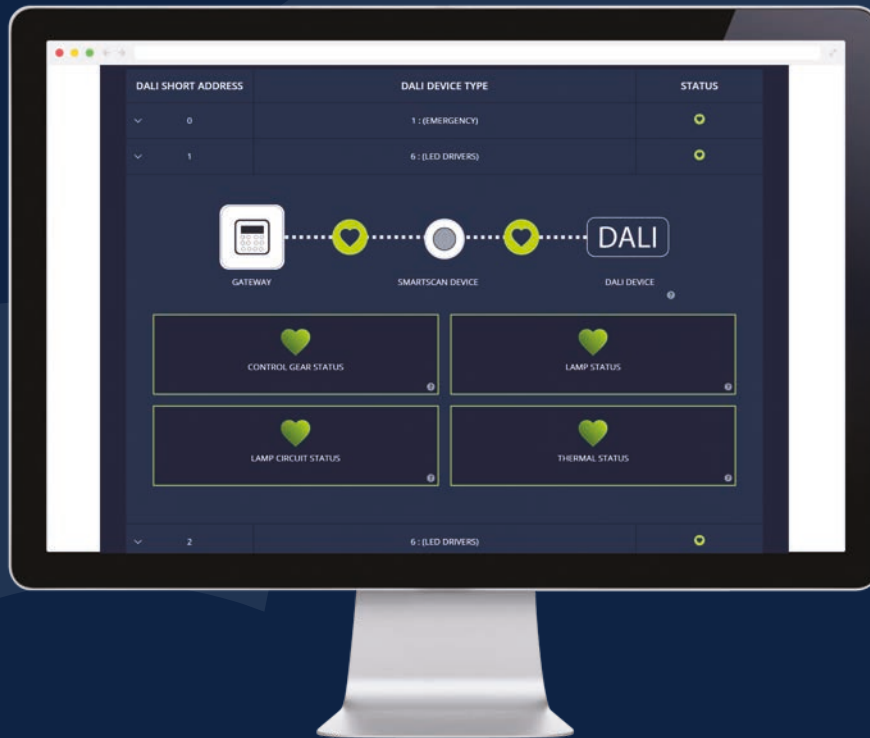 DALI SHORT ADDRESS DALI DEVICE TYPE STATUS
0 1 : (EMERGENCY)
1 6 : (LED DRIVERS)
DALI
GATEWAY SMARTSCAN DEVICE DALI DEVICE
CONTROL GEAR STATUS LAMP STATUS
LAMP CIRCUIT STATUS THERMAL STATUS
2 6 : (LED DRIVERS)